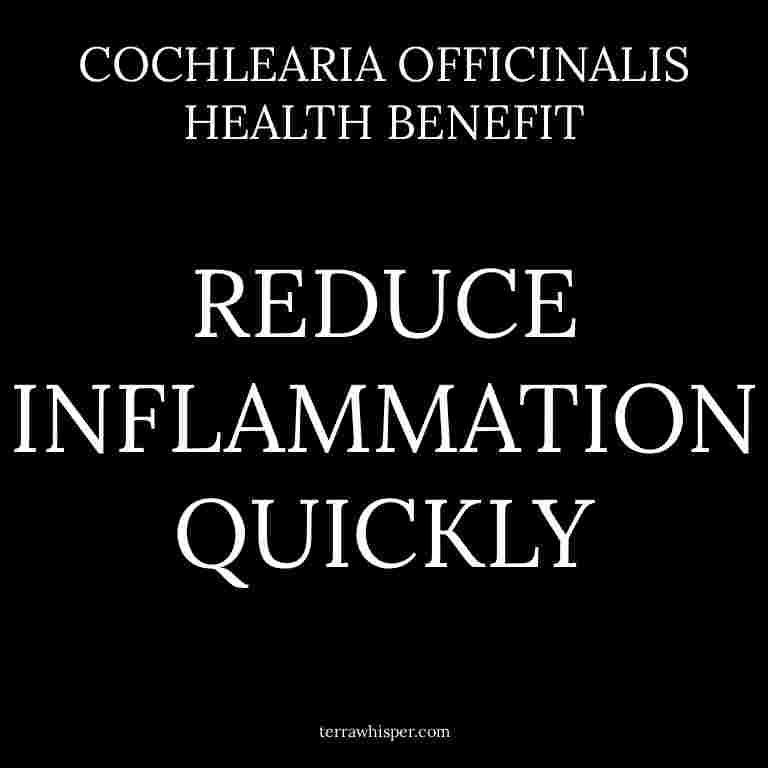 COCHLEARIA OFFICINALIS
HEALTH BENEFIT
REDUCE
INFLAMMATION
QUICKLY
terrawhisper.com